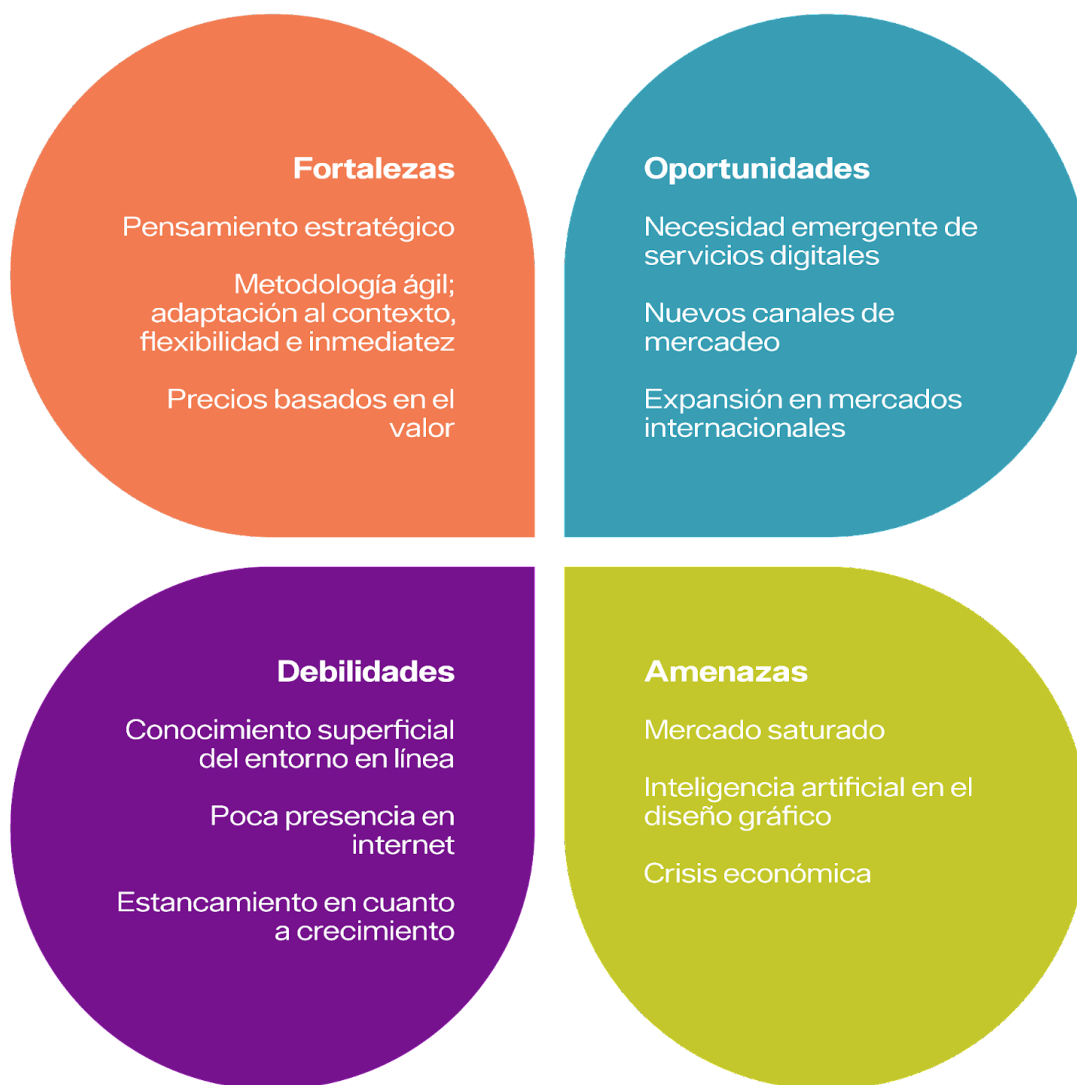 Fortalezas
Pensamiento estratégico
Metodología ágil;
adaptación al contexto,
flexibilidad e inmediatez
Precios basados en el
valor
Oportunidades
Necesidad emergente de
servicios digitales
Nuevos canales de
mercadeo
Expansión en mercados
internacionales
Debilidades
Conocimiento superficial
del entorno en línea
Poca presencia en
internet
Estancamiento en cuanto
a crecimiento
Amenazas
Mercado saturado
Inteligencia artificial en el
diseño gráfico
Crisis económica